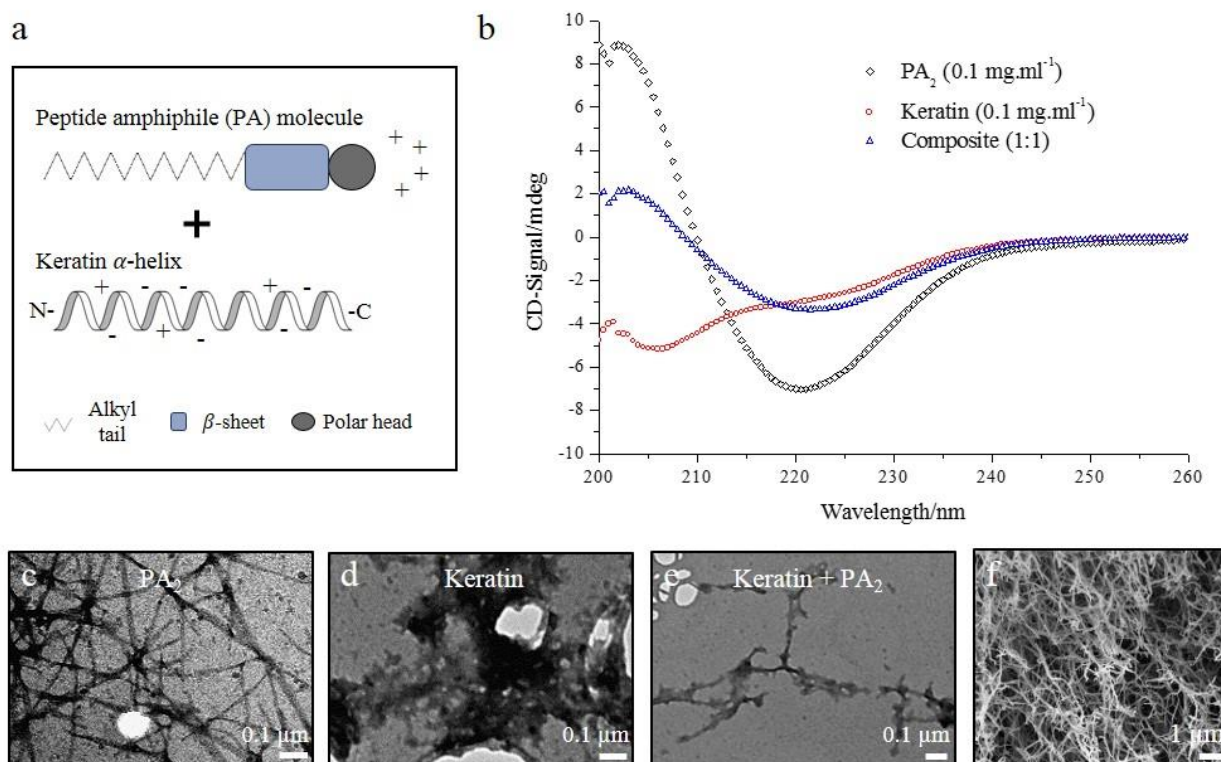 a
Peptide amphiphile (PA) molecule
+
+
+
+
+
Keratin α-helix
N-
+
-
-
+
-
-C
-
+
-
-
Alkyl
tail
β-sheet
Polar head
b
10
8
6
4
2
0
-2
-4
-6
-8
-10
CD-Signal/mdeg
PA₂ (0.1 mg.ml⁻¹)
Keratin (0.1 mg.ml⁻¹)
Composite (1:1)
200
210
220
230
240
250
260
Wavelength/nm
c
PA₂
0.1 µm
d
Keratin
0.1 µm
e
Keratin + PA₂
0.1 µm
f
1 µm